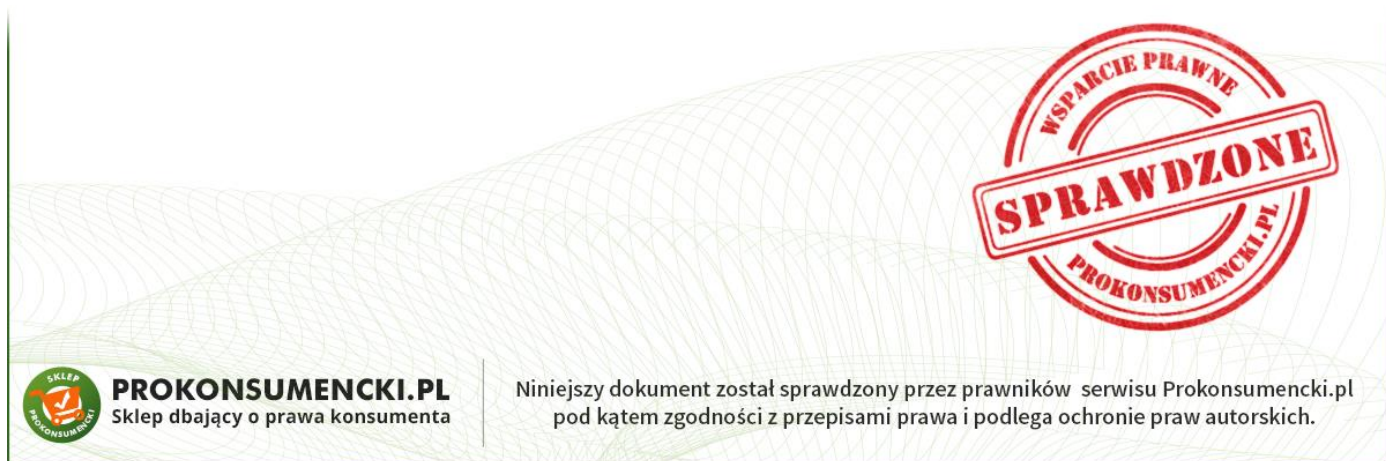 WSPARCIE PRAWNE
SPRAWDZONE
PROKONSUMENCKI.PL
SKLEP
PROKONSUMENCKI
PROKONSUMENCKI.PL
Sklep dbający o prawa konsumenta
Niniejszy dokument został sprawdzony przez prawników serwisu Prokonsumencki.pl
pod kątem zgodności z przepisami prawa i podlega ochronie praw autorskich.